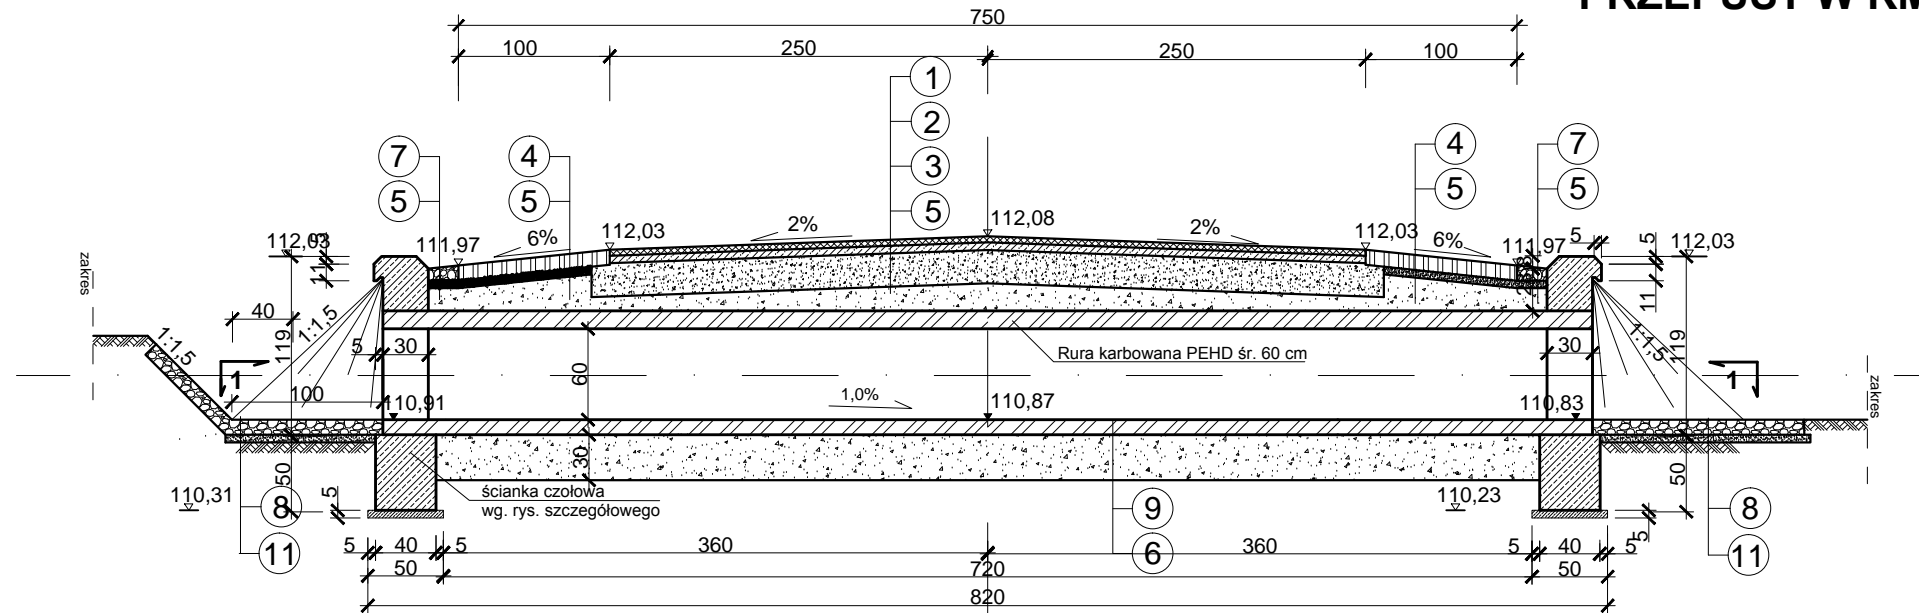 PRZEPUST W KM
750
100 250 250 100
1
2
7 4 3 4 7
5 5 5 5 5
112,03 111,97 6% 112,03 2% 112,08 2% 112,03 6% 111,97 5 5 112,03
11 11
zakres 40 1:1,5 119 5 30 Rura karbowana PEHD śr. 60 cm 30 1:1,5 119 zakres
1:1,5 1 60 1
100 110,91 1,0% 110,87 110,83
50 30 50
110,31 5 ścianka czołowa 110,23
8 wg. rys. szczegółowego 9 8
11 6 11 5
5 40 5 360 360 5 40 5
50 720 50
820